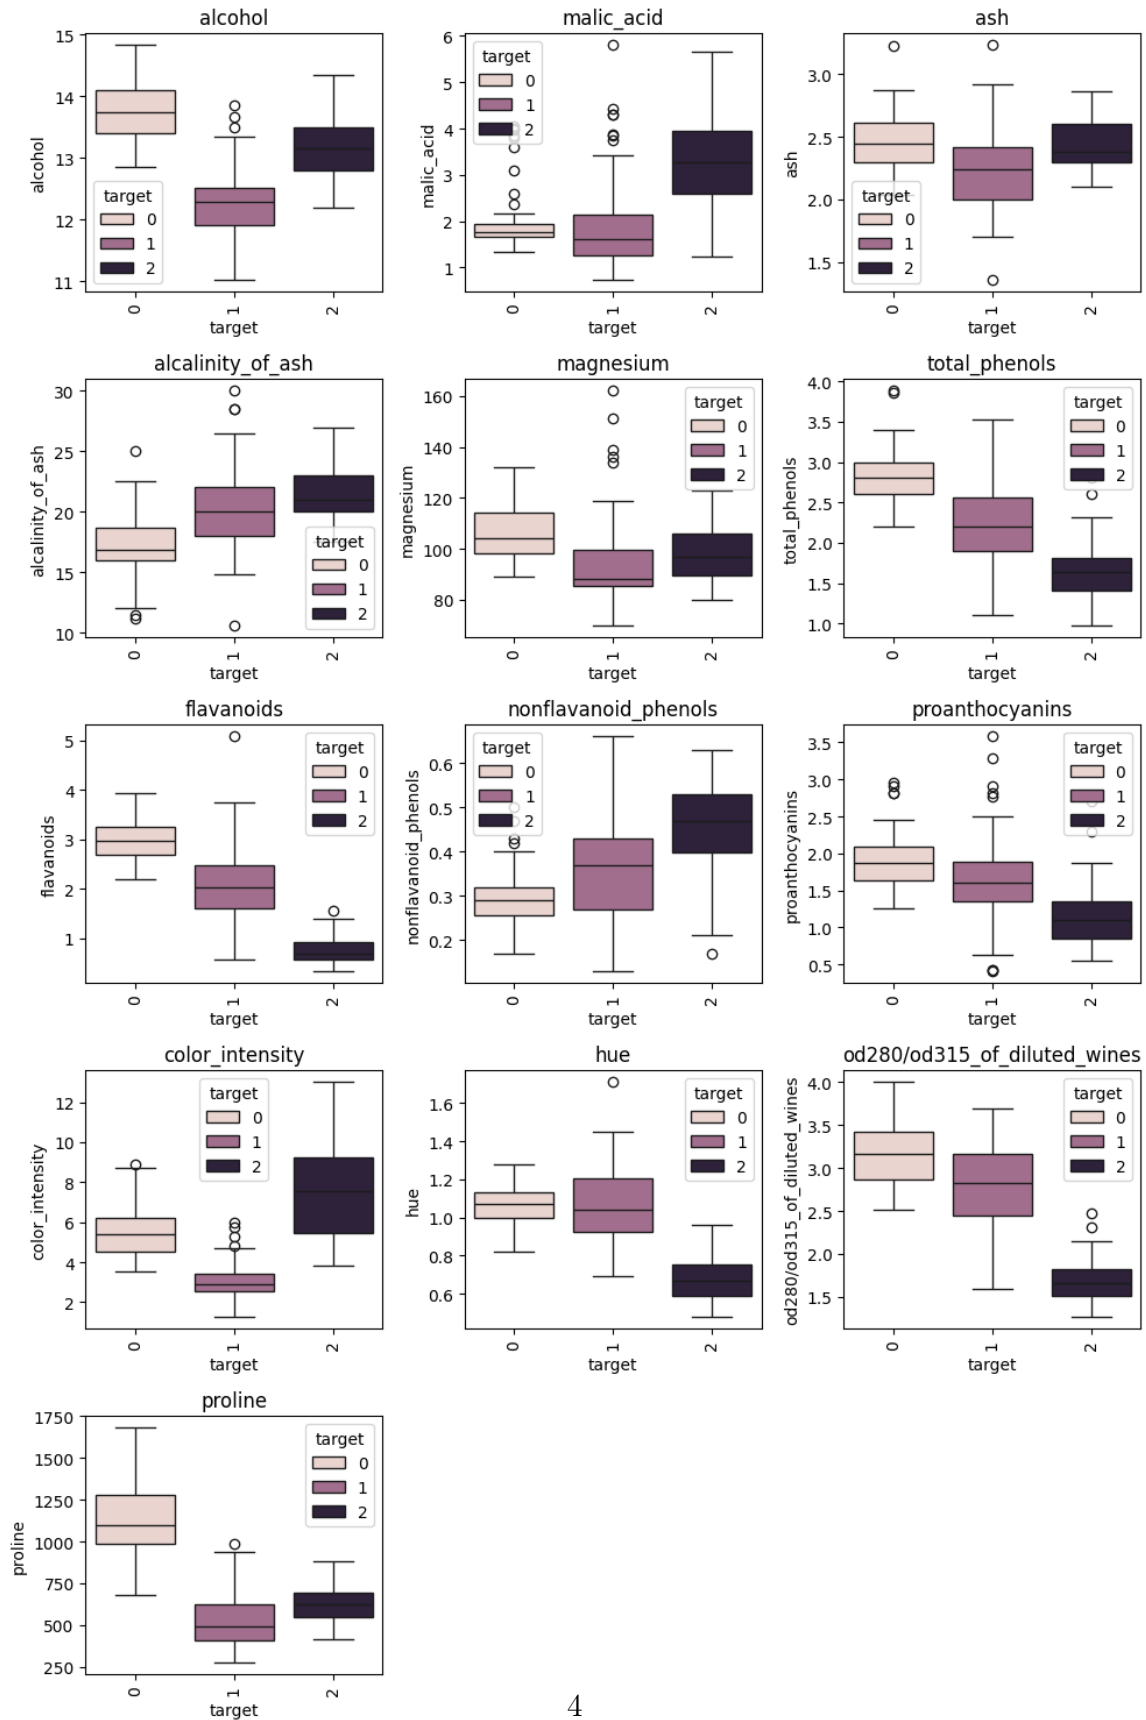 alcohol
malic_acid
ash
15
14
13
12
11
alcohol
target
0
1
2
0
1
2
target
6
5
4
3
2
1
malic_acid
target
0
1
2
0
1
2
target
3.0
2.5
2.0
1.5
ash
target
0
1
2
0
1
2
target
alcalinity_of_ash
magnesium
total_phenols
30
25
20
15
10
alcalinity_of_ash
target
0
1
2
0
1
2
target
160
140
120
100
80
magnesium
target
0
1
2
0
1
2
target
4.0
3.5
3.0
2.5
2.0
1.5
1.0
total_phenols
target
0
1
2
0
1
2
target
flavanoids
nonflavanoid_phenols
proanthocyanins
5
4
3
2
1
flavanoids
target
0
1
2
0
1
2
target
0.6
0.5
0.4
0.3
0.2
nonflavanoid_phenols
target
0
1
2
0
1
2
target
3.5
3.0
2.5
2.0
1.5
1.0
0.5
proanthocyanins
target
0
1
2
0
1
2
target
color_intensity
hue
od280/od315_of_diluted_wines
12
10
8
6
4
2
color_intensity
target
0
1
2
0
1
2
target
1.6
1.4
1.2
1.0
0.8
0.6
hue
target
0
1
2
0
1
2
target
4.0
3.5
3.0
2.5
2.0
1.5
od280/od315_of_diluted_wines
target
0
1
2
0
1
2
target
proline
1750
1500
1250
1000
750
500
250
proline
target
0
1
2
0
1
2
target
4